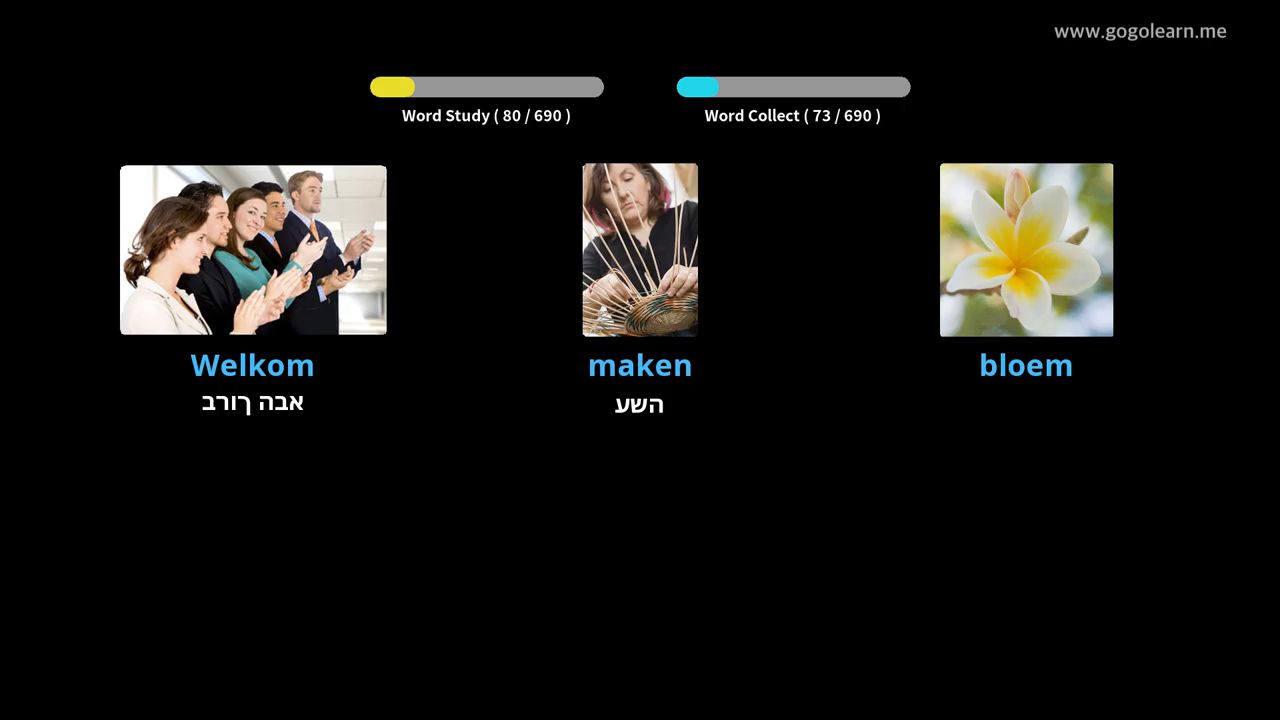 www.gogolearn.me
Word Study ( 80 / 690 )
Word Collect ( 73 / 690 )
Welkom
אבה ךורב
maken
השע
bloem